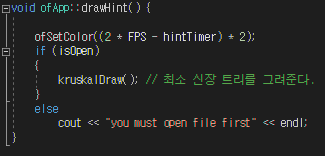 void ofApp::drawHint() {
ofSetColor((2 * FPS - hintTimer) * 2);
if (isOpen)
{
kruskalDraw(); // 최소 신장 트리를 그려준다.
}
else
cout << "you must open file first" << endl;
}